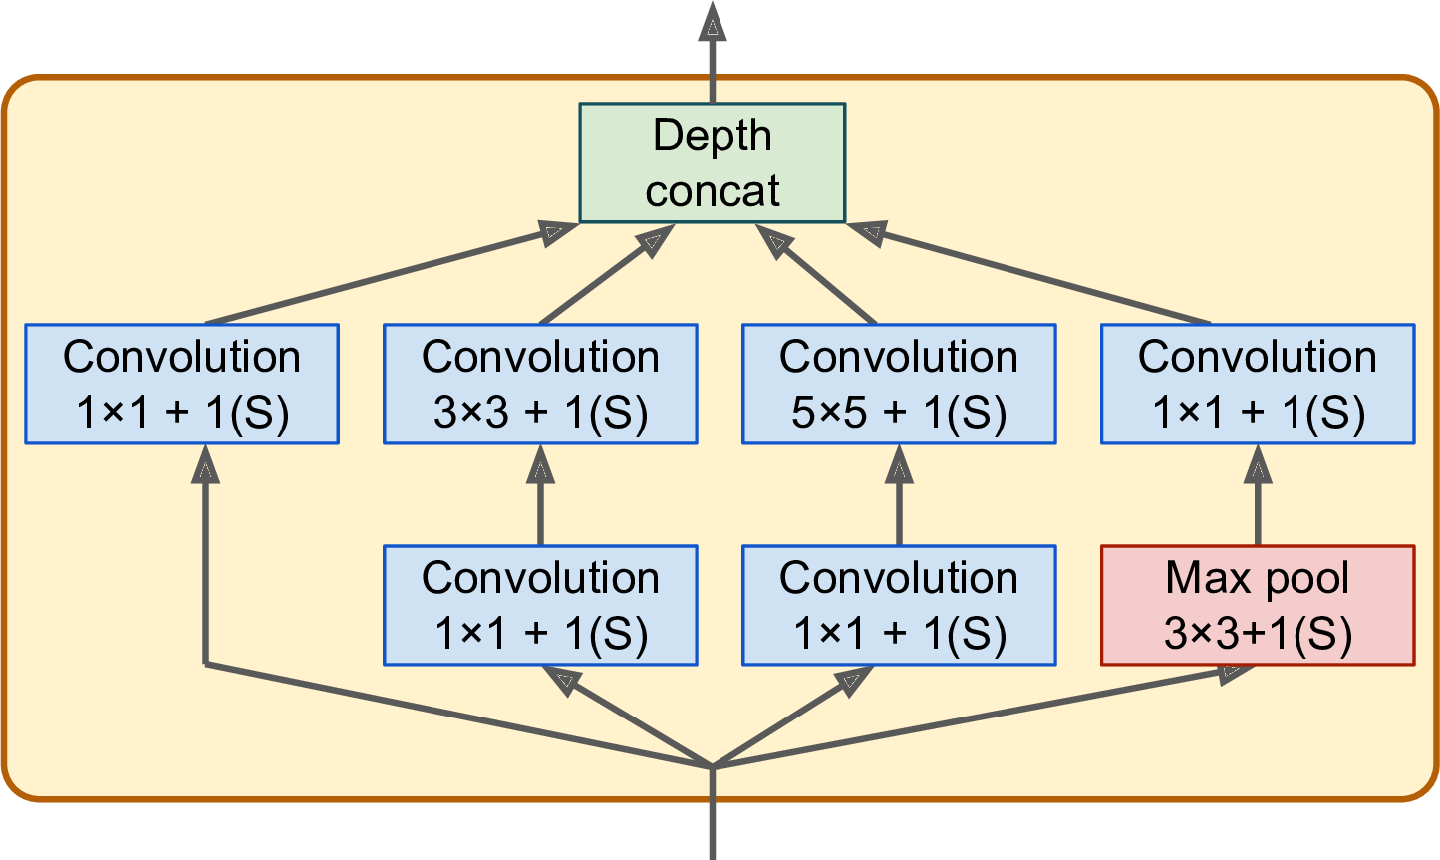 Depth
concat
Convolution
1×1 + 1(S)
Convolution
3×3 + 1(S)
Convolution
5×5 + 1(S)
Convolution
1×1 + 1(S)
Convolution
1×1 + 1(S)
Convolution
1×1 + 1(S)
Max pool
3×3+1(S)